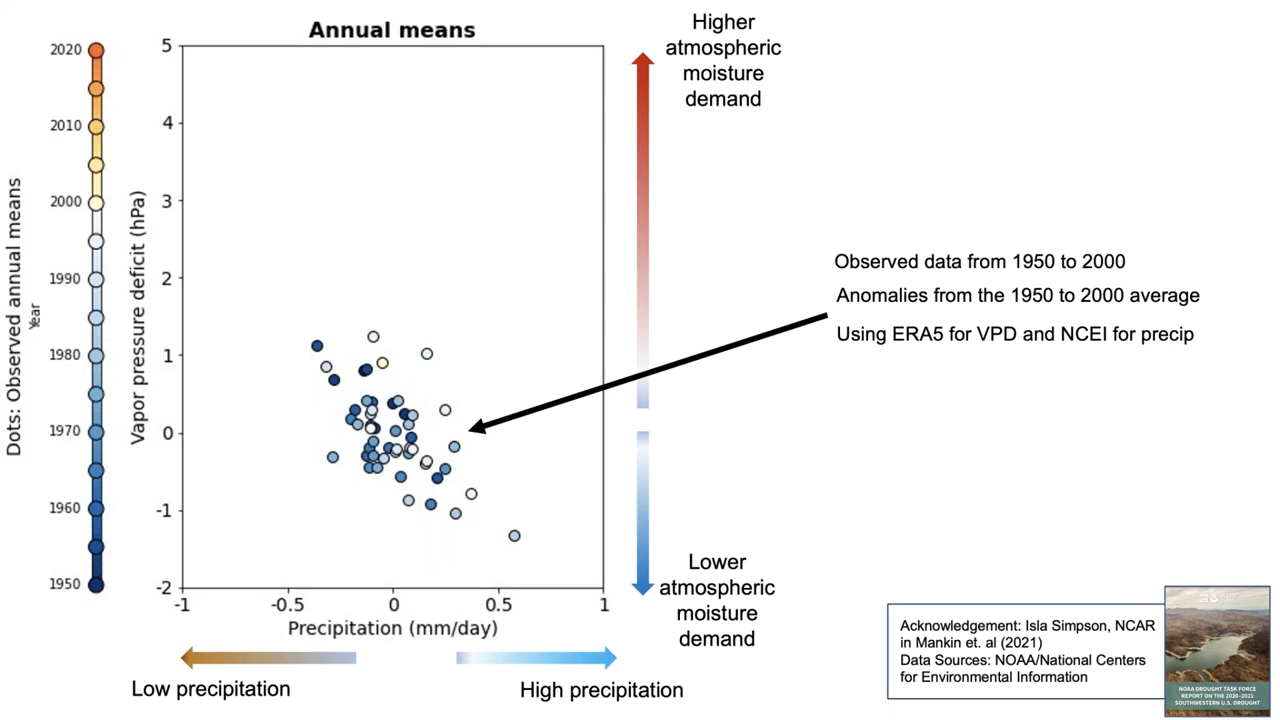 Annual means
Dots: Observed annual means
Year
2020
2010
2000
1990
1980
1970
1960
1950
Vapor pressure deficit (hPa)
5
4
3
2
1
0
-1
-2
-1
-0.5
0
0.5
1
Precipitation (mm/day)
Low precipitation
High precipitation
Higher
atmospheric
moisture
demand
Lower
atmospheric
moisture
demand
Observed data from 1950 to 2000
Anomalies from the 1950 to 2000 average
Using ERA5 for VPD and NCEI for precip
Acknowledgement: Isla Simpson, NCAR
in Mankin et. al (2021)
Data Sources: NOAA/National Centers
for Environmental Information
NOAA DROUGHT TASK FORCE
REPORT ON THE 2020–2021
SOUTHWESTERN U.S. DROUGHT